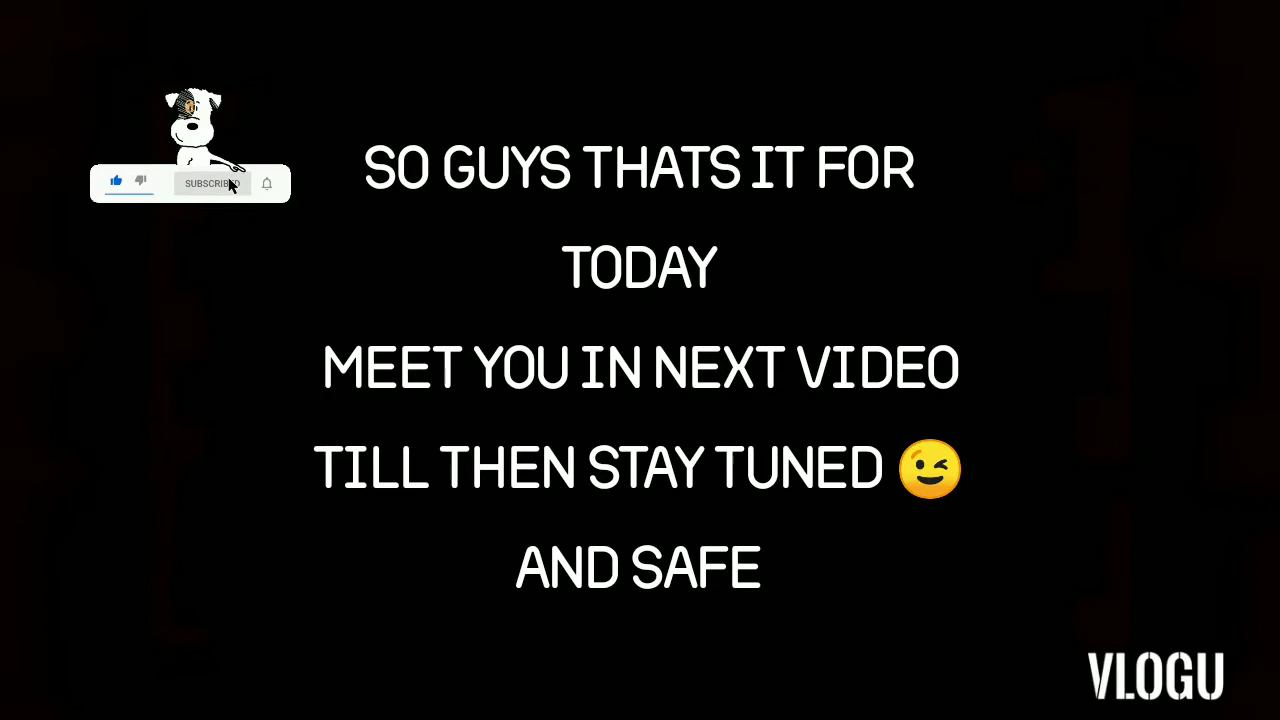 SO GUYS THATS IT FOR
TODAY
MEET YOU IN NEXT VIDEO
TILL THEN STAY TUNED 😉
AND SAFE
SUBSCRIBED
VLOGU